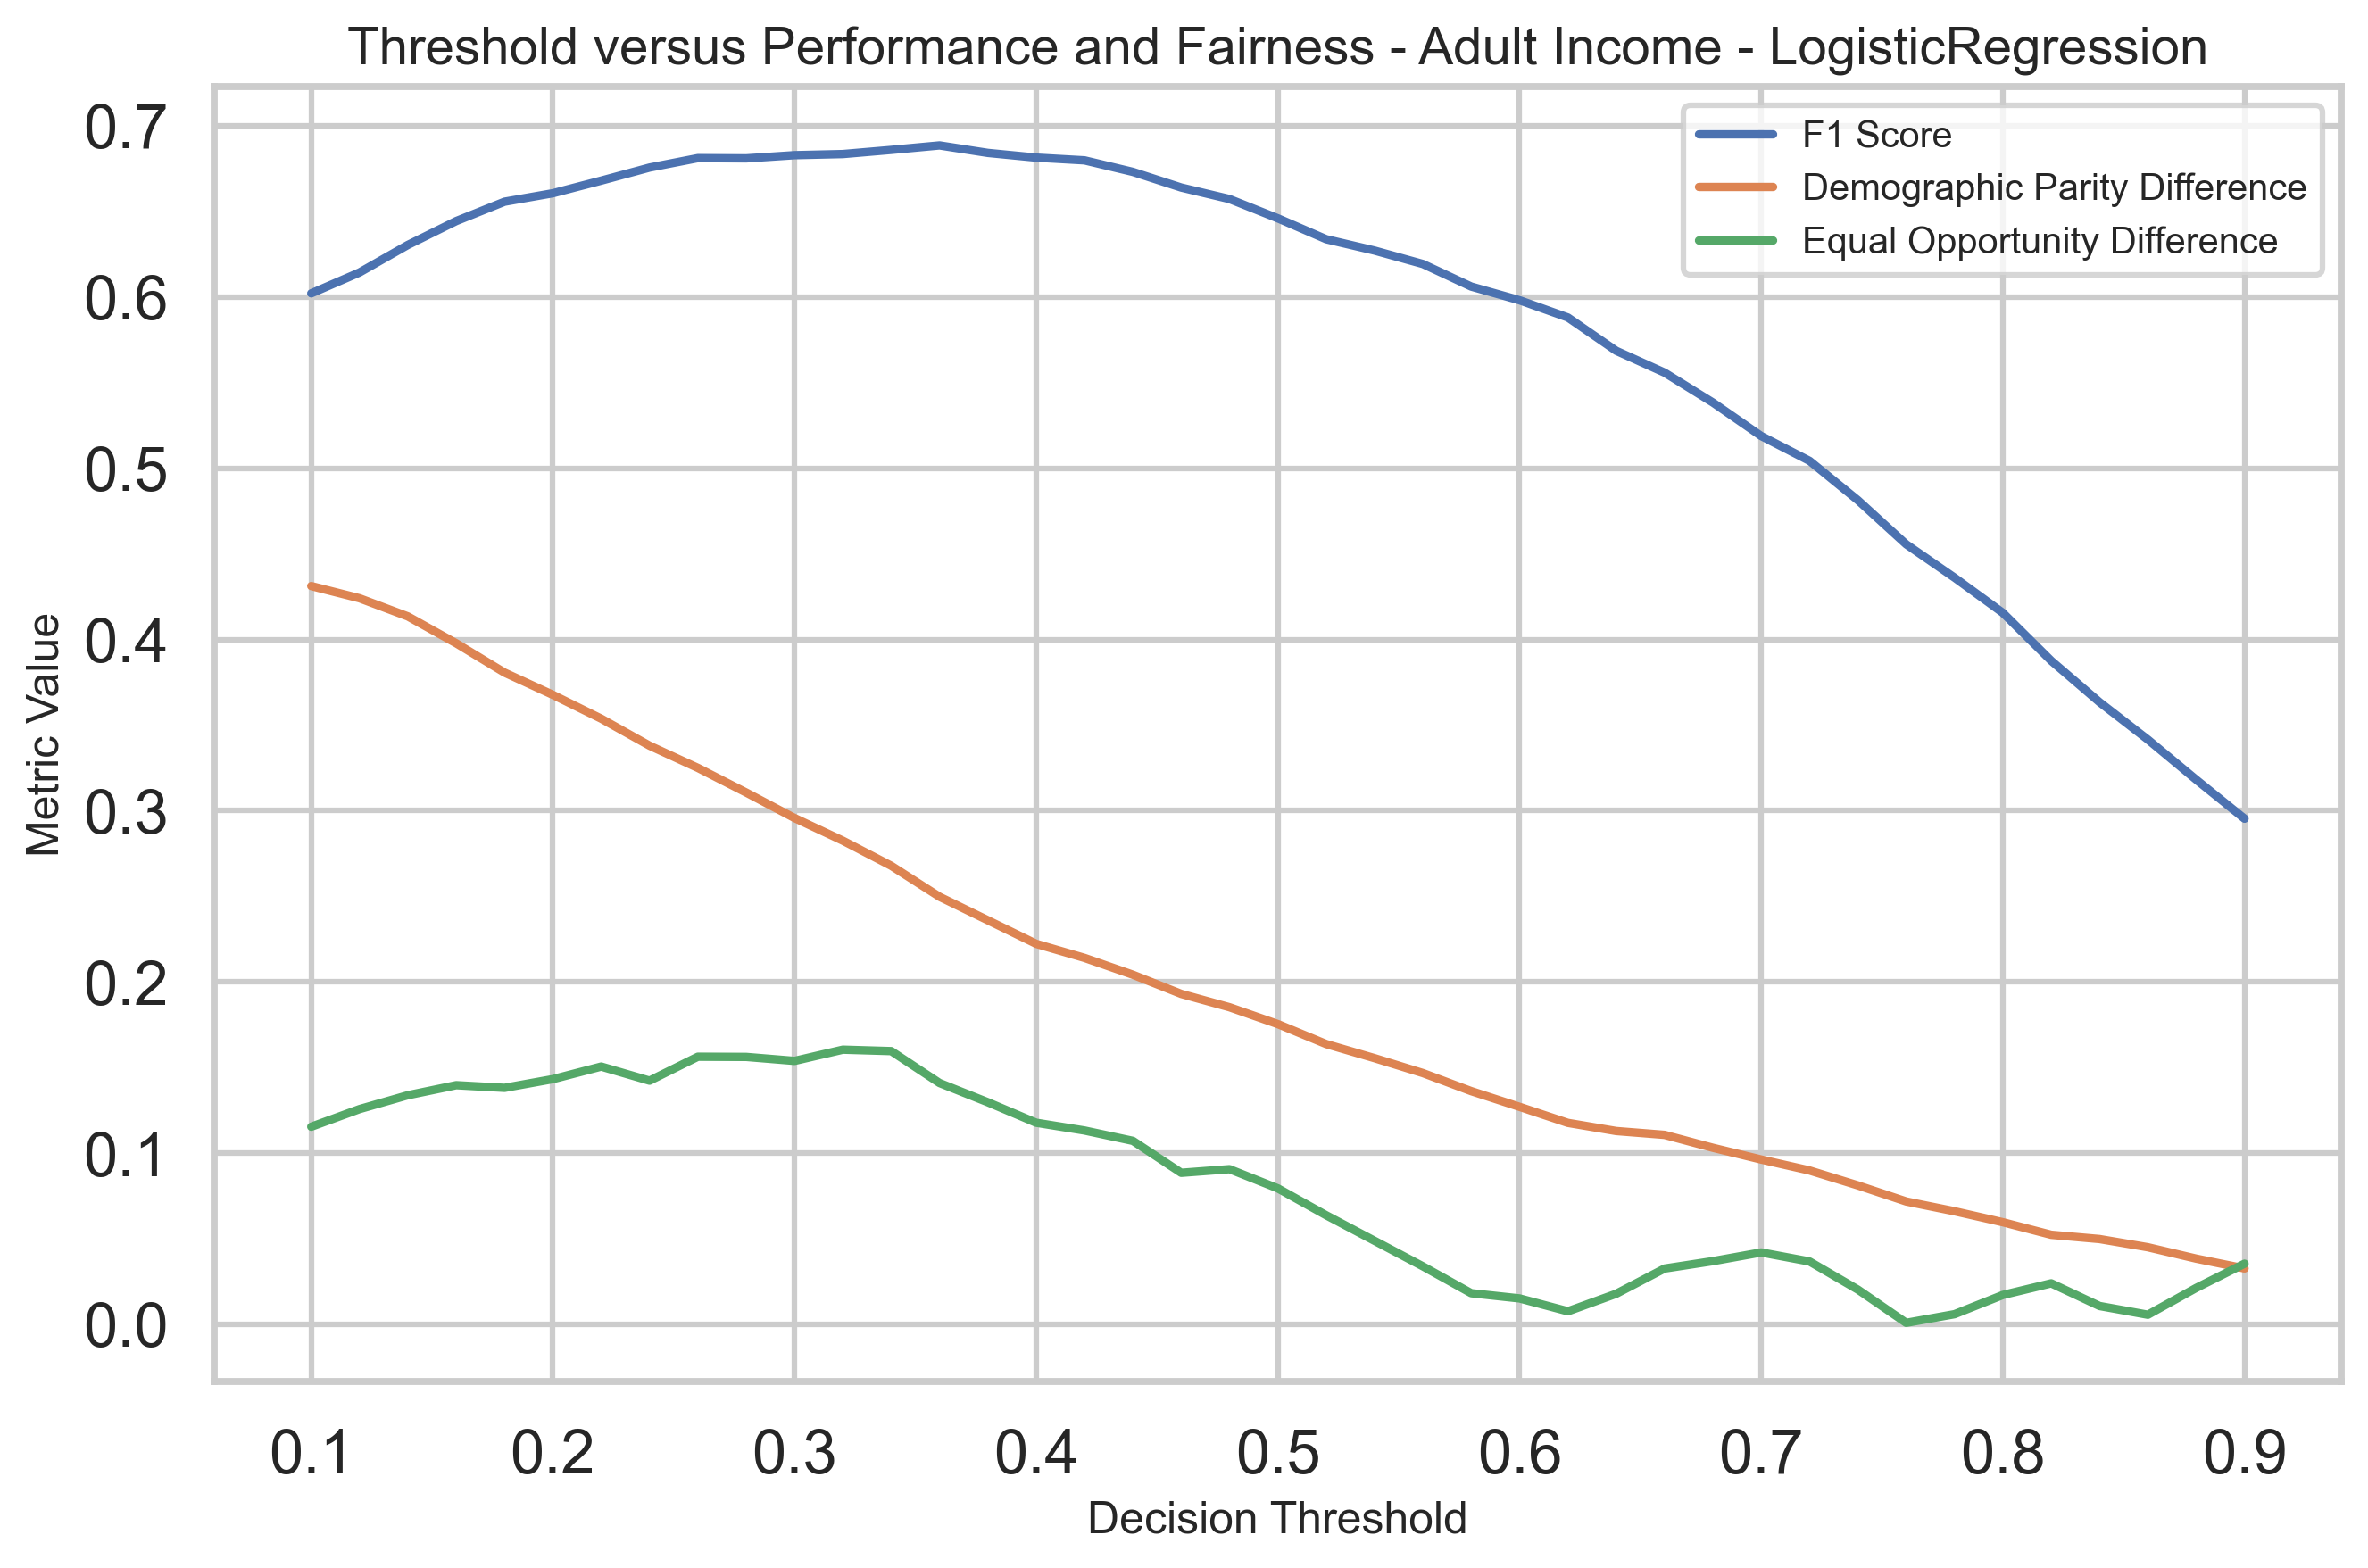 Threshold versus Performance and Fairness - Adult Income - LogisticRegression
F1 Score
Demographic Parity Difference
Equal Opportunity Difference
Metric Value
0.7
0.6
0.5
0.4
0.3
0.2
0.1
0.0
0.1 0.2 0.3 0.4 0.5 0.6 0.7 0.8 0.9
Decision Threshold